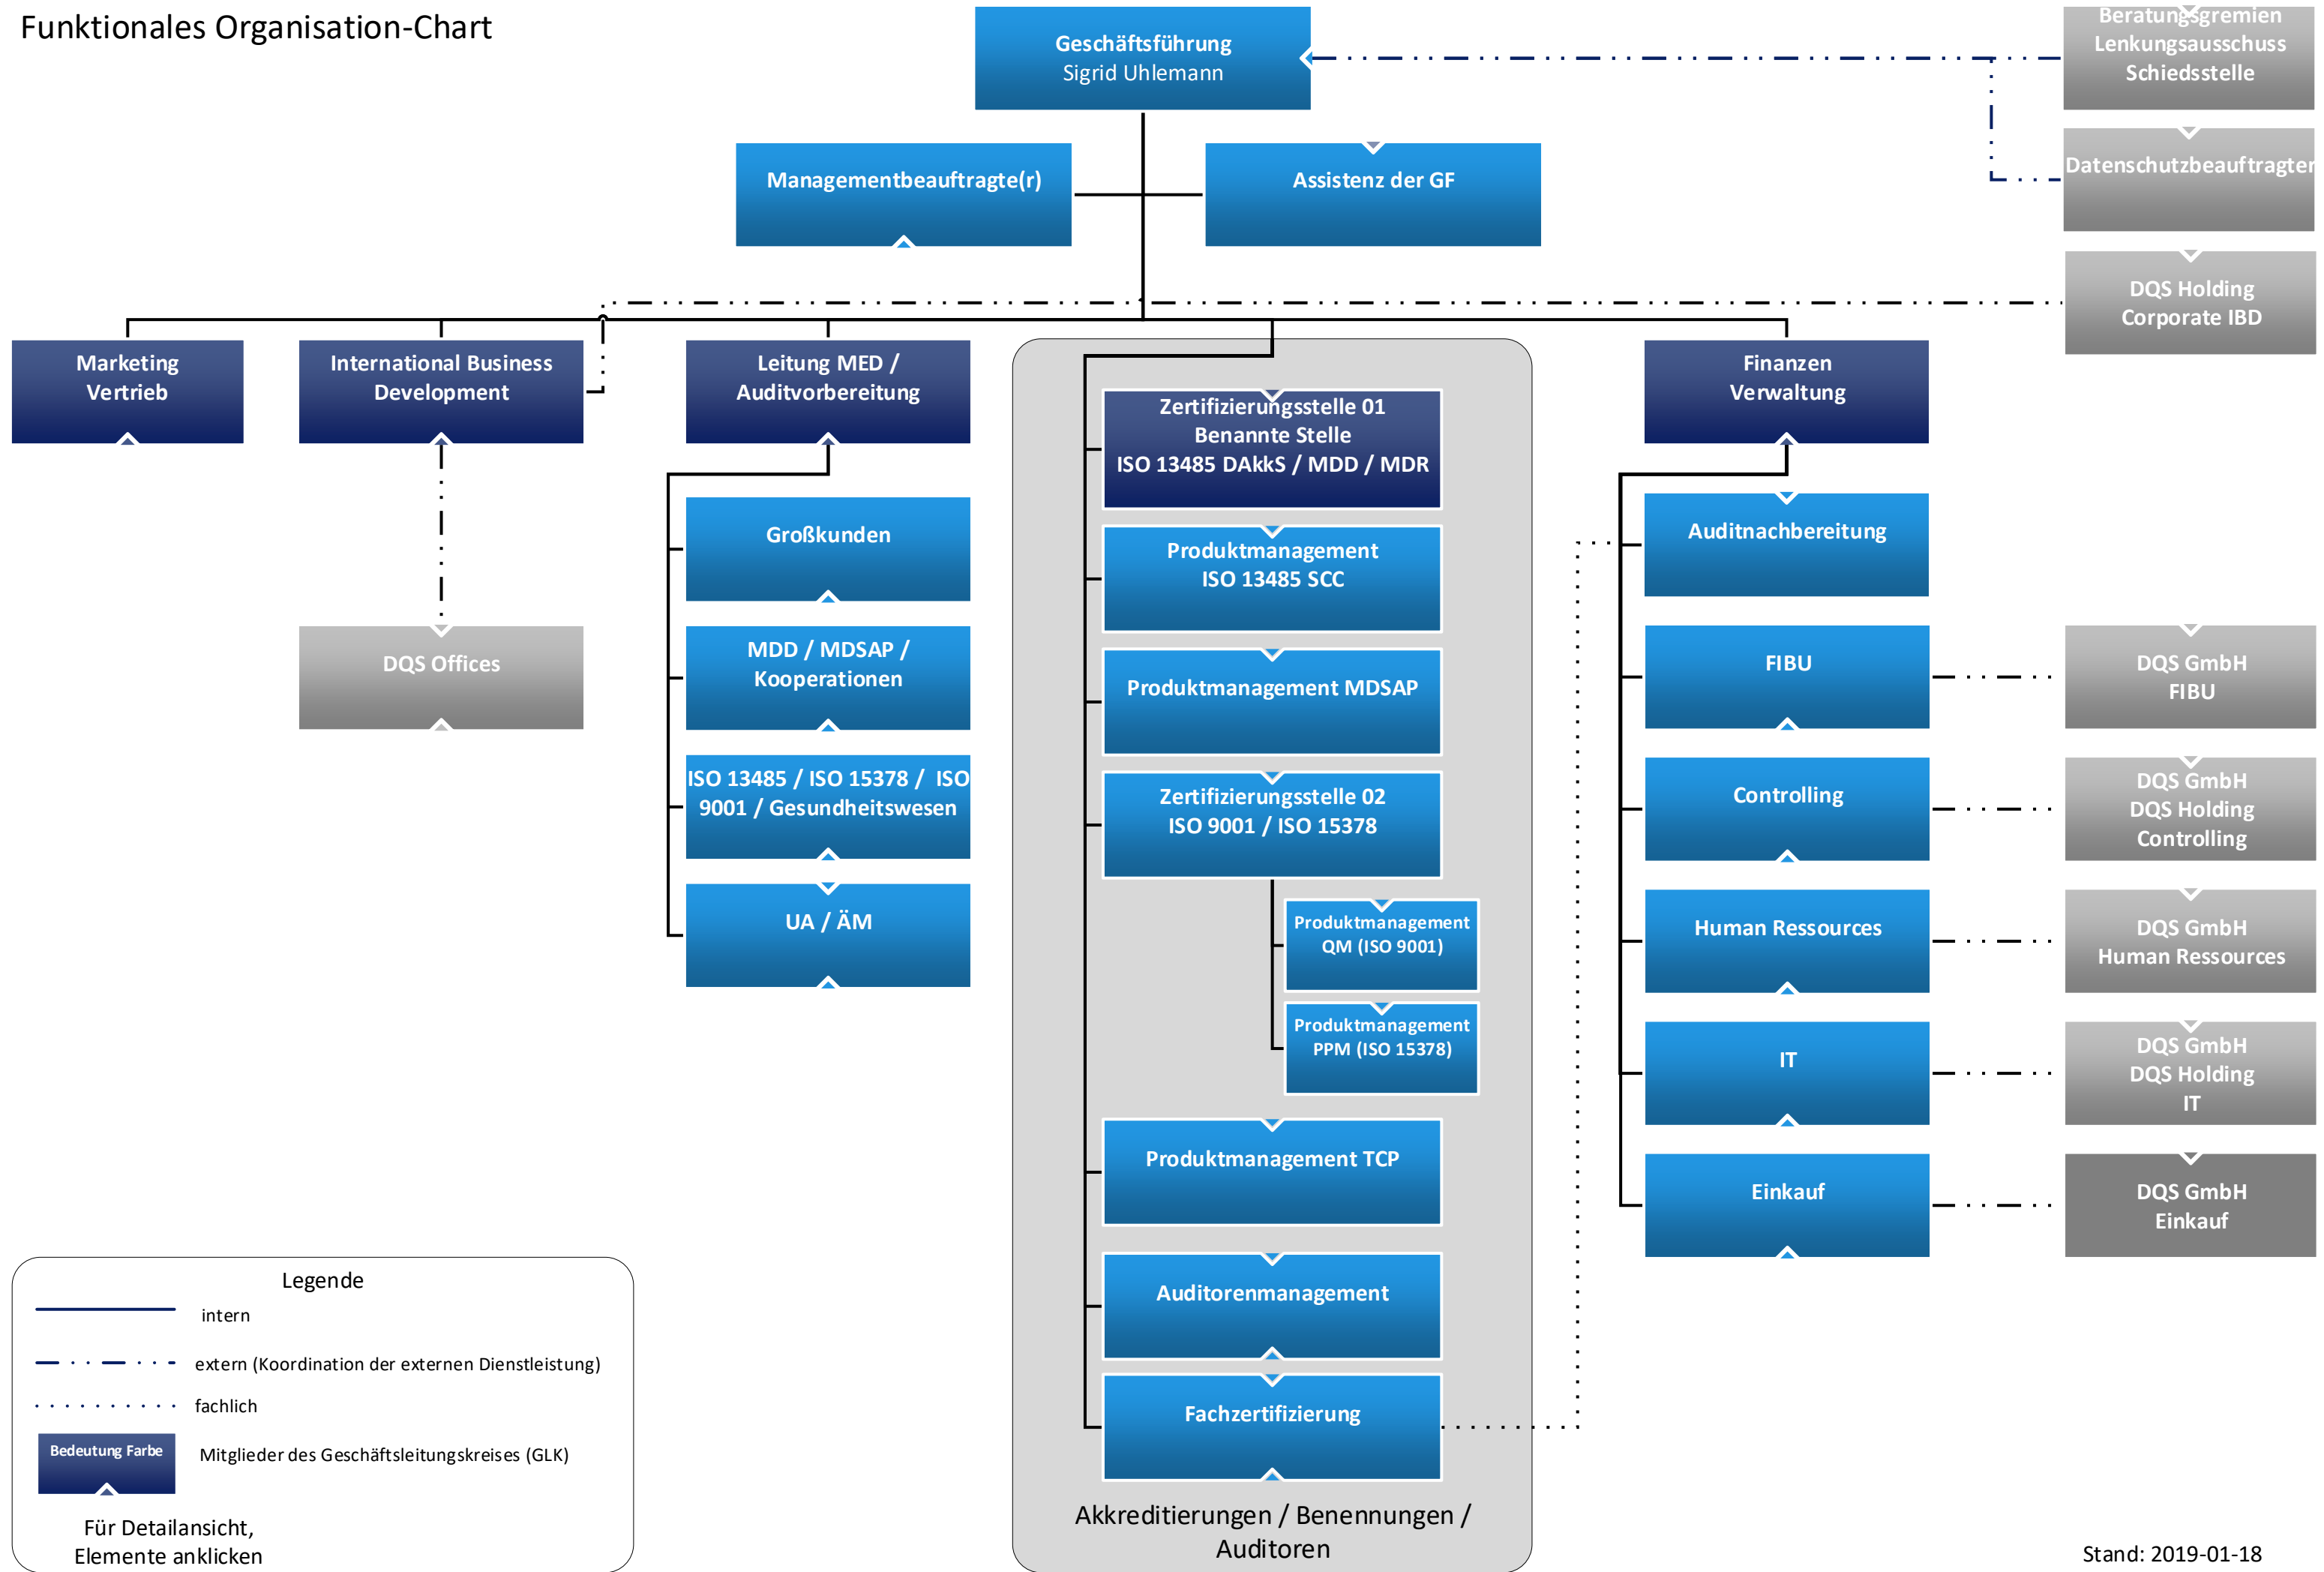 Funktionales Organisation-Chart
Geschäftsführung
Sigrid Uhlemann
Beratungsgremien
Lenkungsausschuss
Schiedsstelle
Managementbeauftragte(r)
Assistenz der GF
Datenschutzbeauftragter
DQS Holding
Corporate IBD
Marketing
Vertrieb
International Business
Development
DQS Offices
Leitung MED /
Auditvorbereitung
Großkunden
MDD / MDSAP /
Kooperationen
ISO 13485 / ISO 15378 /  ISO
9001 / Gesundheitswesen
UA / ÄM
Zertifizierungsstelle 01
Benannte Stelle
ISO 13485 DAkkS / MDD / MDR
Produktmanagement
ISO 13485 SCC
Produktmanagement MDSAP
Zertifizierungsstelle 02
ISO 9001 / ISO 15378
Produktmanagement
QM (ISO 9001)
Produktmanagement
PPM (ISO 15378)
Produktmanagement TCP
Auditorenmanagement
Fachzertifizierung
Akkreditierungen / Benennungen /
Auditoren
Finanzen
Verwaltung
Auditnachbereitung
FIBU
DQS GmbH
FIBU
Controlling
DQS GmbH
DQS Holding
Controlling
Human Ressources
DQS GmbH
Human Ressources
IT
DQS GmbH
DQS Holding
IT
Einkauf
DQS GmbH
Einkauf
Legende
intern
extern (Koordination der externen Dienstleistung)
fachlich
Bedeutung Farbe
Mitglieder des Geschäftsleitungskreises (GLK)
Für Detailansicht,
Elemente anklicken
Stand: 2019-01-18